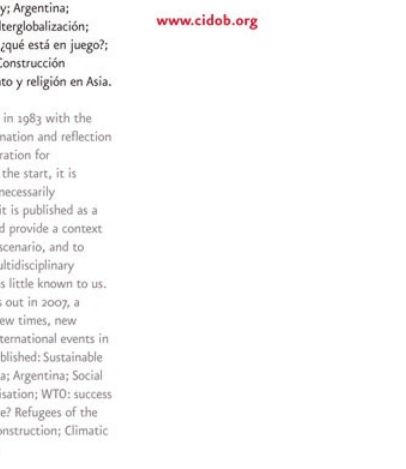 y; Argentina;
lterglobalización;
¿qué está en juego?;
Construcción
to y religión en Asia.
www.cidob.org
in 1983 with the
nation and reflection
ration for
the start, it is
necessarily
it is published as a
d provide a context
scenario, and to
ultidisciplinary
s little known to us.
s out in 2007, a
ew times, new
ternational events in
blished: Sustainable
a; Argentina; Social
isation; WTO: success
e? Refugees of the
onstruction; Climatic